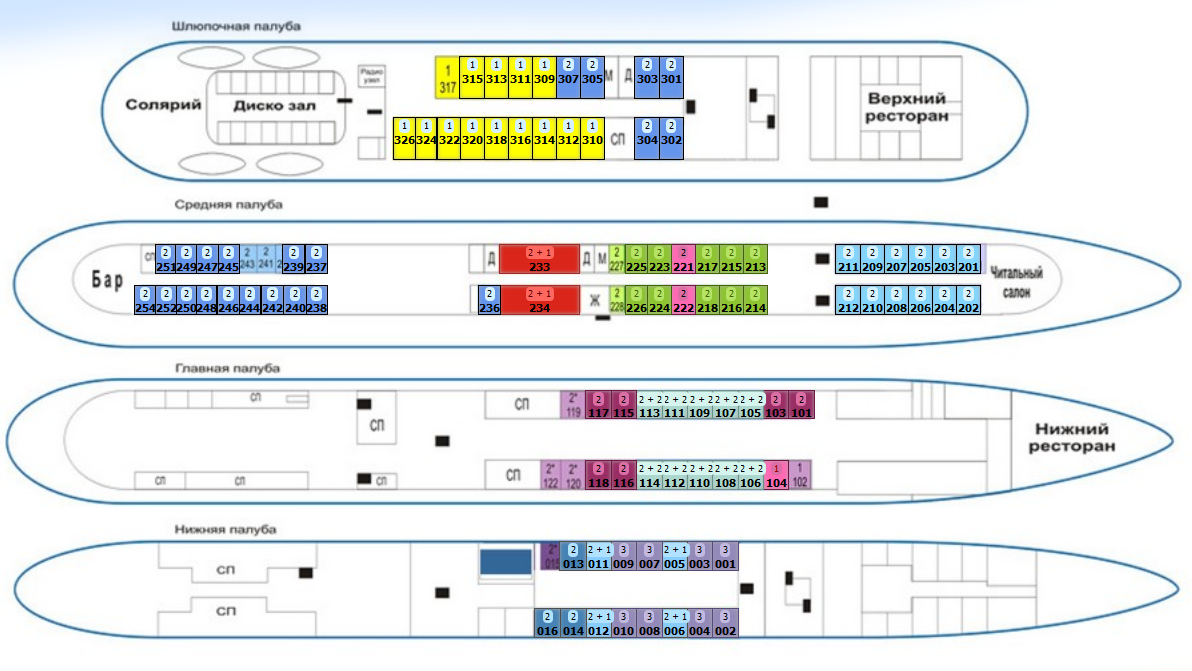 Шлюпочная палуба
Радио
узел
1 1 1 1 1 2 2 2 2
317 315 313 311 309 307 305 М Д 303 301
Солярий
Диско зал
Верхний
ресторан
1 1 1 1 1 1 1 1 1 2 2
326 324 322 320 318 316 314 312 310 СП 304 302
Средняя палуба
СП 2 2 2 2 2 2 2 2 2 Д 2 + 1 Д М 2 2 2 2 2 2 2 2 2 2 2 2 2
251 249 247 245 243 241 239 237 233 227 225 223 221 217 215 213 211 209 207 205 203 201
Бар
Читальный
салон
2 2 2 2 2 2 2 2 2 2 + 1 Ж 2 2 2 2 2 2 2 2 2 2 2 2 2
254 252 250 248 246 244 242 240 238 236 234 228 226 224 222 218 216 214 212 210 208 206 204 202
Главная палуба
СП СП 2* 2 2 2 + 2 2 + 2 2 + 2 2 + 2 2 + 2 2 2
119 117 115 113 111 109 107 105 103 101
СП
Нижний
ресторан
СП СП СП СП 2* 2* 2 2 2 + 2 2 + 2 2 + 2 2 + 2 2 + 2 1 1
122 120 118 116 114 112 110 108 106 104 102
Нижняя палуба
2* 2 2 + 1 3 3 2 + 1 3 3
015 013 011 009 007 005 003 001
СП
СП
2 2 2 + 1 3 3 2 + 1 3 3
016 014 012 010 008 006 004 002